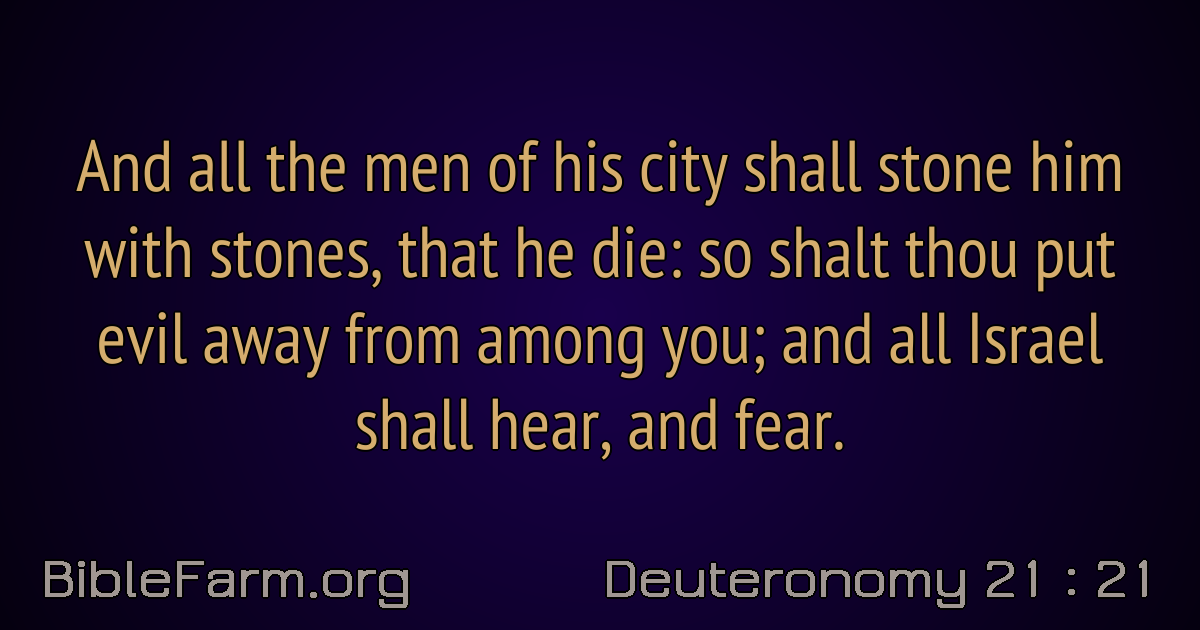 And all the men of his city shall stone him
with stones, that he die: so shalt thou put
evil away from among you; and all Israel
shall hear, and fear.
BibleFarm.org
Deuteronomy 21 : 21